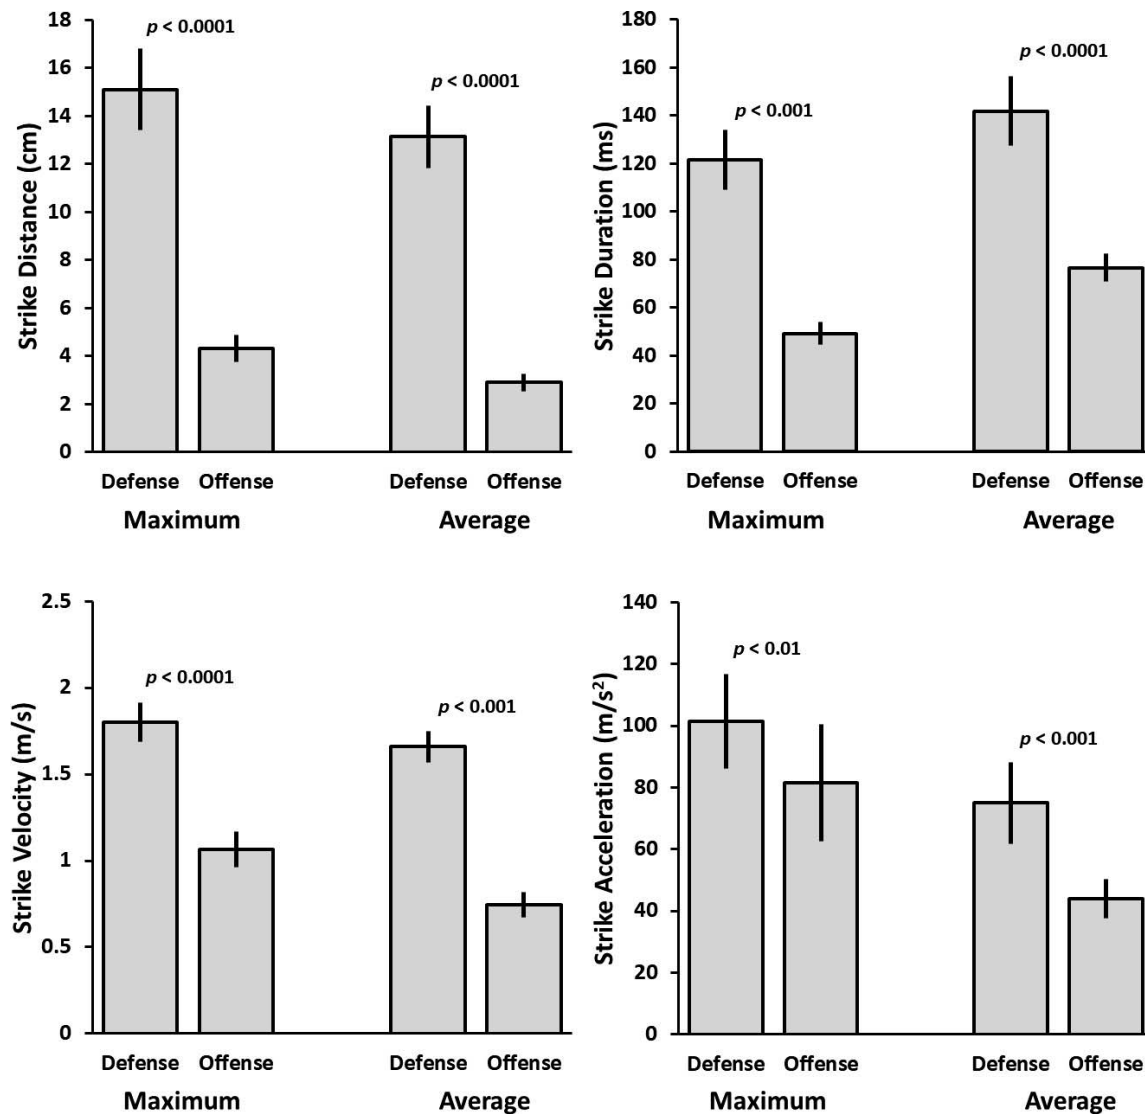 Strike Distance (cm)
18
16
14
12
10
8
6
4
2
0
p < 0.0001
p < 0.0001
Defense Offense Defense Offense
Maximum Average
Strike Duration (ms)
180
160
140
120
100
80
60
40
20
0
p < 0.001
p < 0.0001
Defense Offense Defense Offense
Maximum Average
Strike Velocity (m/s)
2.5
2
1.5
1
0.5
0
p < 0.0001
p < 0.001
Defense Offense Defense Offense
Maximum Average
Strike Acceleration (m/s²)
140
120
100
80
60
40
20
0
p < 0.01
p < 0.001
Defense Offense Defense Offense
Maximum Average